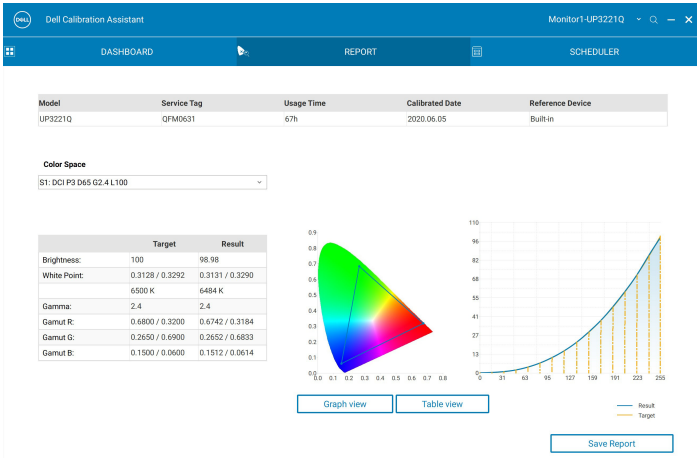 DELL Dell Calibration Assistant Monitor1-UP3221Q
DASHBOARD REPORT SCHEDULER
Model Service Tag Usage Time Calibrated Date Reference Device
UP3221Q QFM0631 67h 2020.06.05 Built-in
Color Space
S1: DCI P3 D65 G2.4 L100
Target Result
Brightness: 100 98.98
White Point: 0.3128 / 0.3292 0.3131 / 0.3290
6500 K 6484 K
Gamma: 2.4 2.4
Gamut R: 0.6800 / 0.3200 0.6742 / 0.3184
Gamut G: 0.2650 / 0.6900 0.2652 / 0.6833
Gamut B: 0.1500 / 0.0600 0.1512 / 0.0614
0.9
0.8
0.7
0.6
0.5
0.4
0.3
0.2
0.1
0.0
0.0 0.1 0.2 0.3 0.4 0.5 0.6 0.7 0.8
110
96
82
68
55
41
27
13
0
0 31 63 95 127 159 191 223 255
Graph view Table view
Result
Target
Save Report